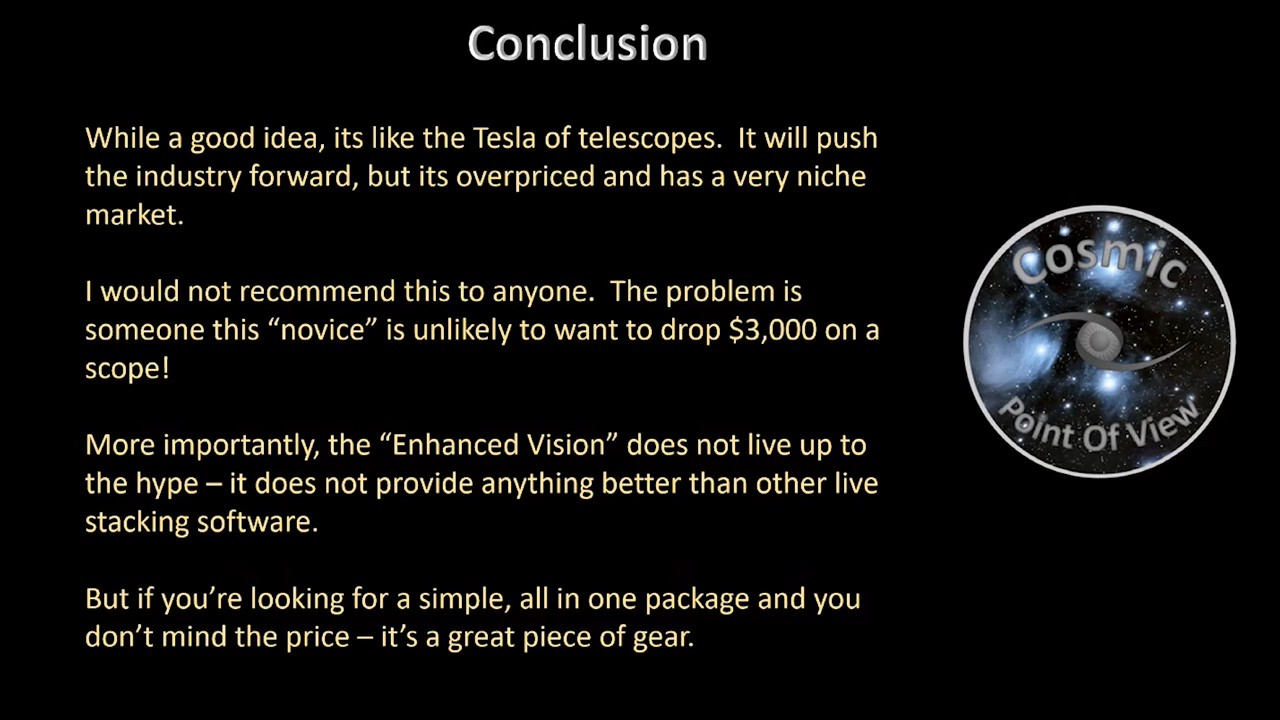 Conclusion
While a good idea, its like the Tesla of telescopes. It will push
the industry forward, but its overpriced and has a very niche
market.
I would not recommend this to anyone. The problem is
someone this “novice” is unlikely to want to drop $3,000 on a
scope!
More importantly, the “Enhanced Vision” does not live up to
the hype – it does not provide anything better than other live
stacking software.
But if you’re looking for a simple, all in one package and you
don’t mind the price – it’s a great piece of gear.
Cosmic
Point Of View